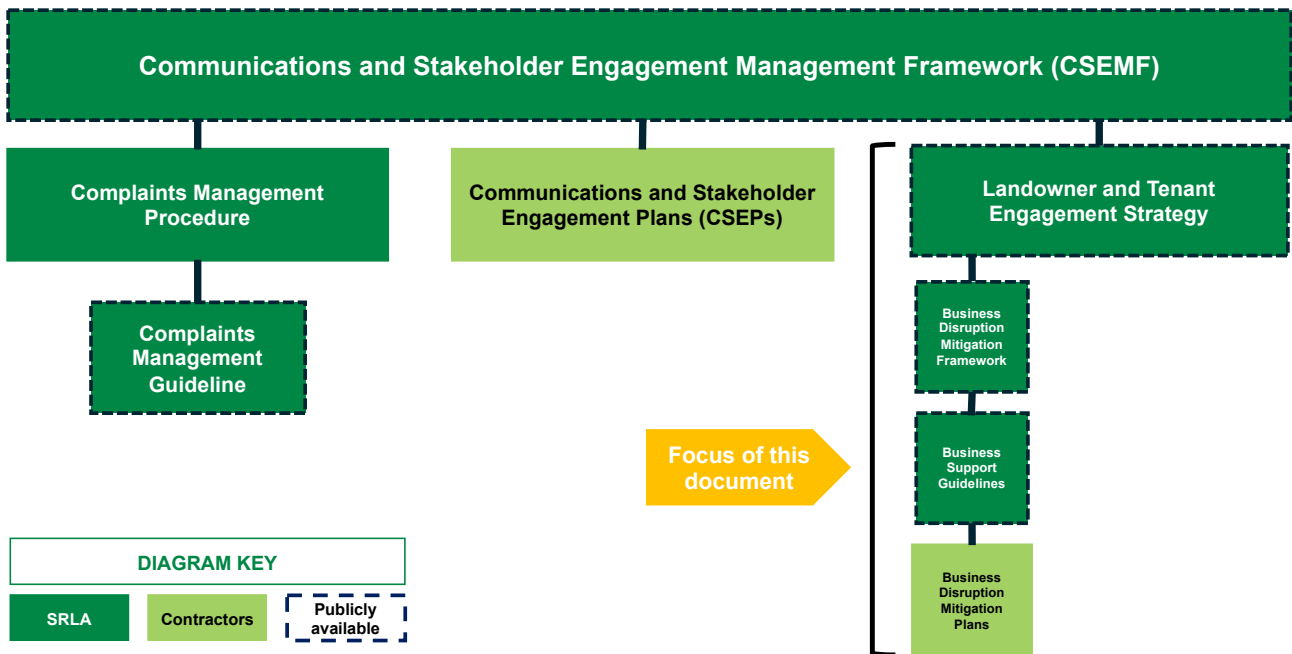 Communications and Stakeholder Engagement Management Framework (CSEMF)
Complaints Management
Procedure
Communications and Stakeholder
Engagement Plans (CSEPs)
Landowner and Tenant
Engagement Strategy
Complaints
Management
Guideline
Business
Disruption
Mitigation
Framework
Focus of this
document
Business
Support
Guidelines
Business
Disruption
Mitigation
Plans
DIAGRAM KEY
SRLA
Contractors
Publicly
available